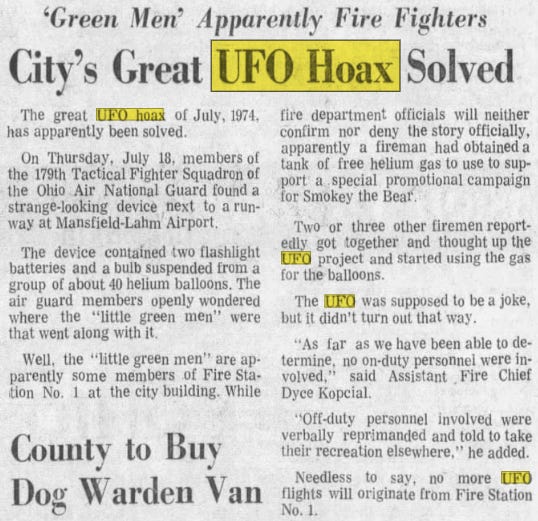 'Green Men' Apparently Fire Fighters
City's Great UFO Hoax Solved
The great UFO hoax of July, 1974,
has apparently been solved.
On Thursday, July 18, members of
the 179th Tactical Fighter Squadron of
the Ohio Air National Guard found a
strange-looking device next to a run-
way at Mansfield-Lahm Airport.
The device contained two flashlight
batteries and a bulb suspended from a
group of about 40 helium balloons. The
air guard members openly wondered
where the "little green men" were
that went along with it.
Well, the "little green men" are ap-
parently some members of Fire Sta-
tion No. 1 at the city building. While
fire department officials will neither
confirm nor deny the story officially,
apparently a fireman had obtained a
tank of free helium gas to use to sup-
port a special promotional campaign
for Smokey the Bear.
Two or three other firemen report-
edly got together and thought up the
UFO project and started using the gas
for the balloons.
The UFO was supposed to be a joke,
but it didn't turn out that way.
"As far as we have been able to de-
termine, no on-duty personnel were in-
volved," said Assistant Fire Chief
Dyce Kopcial.
"Off-duty personnel involved were
verbally reprimanded and told to take
their recreation elsewhere," he added.
Needless to say, no more UFO
flights will originate from Fire Station
No. 1.
County to Buy
Dog Warden Van